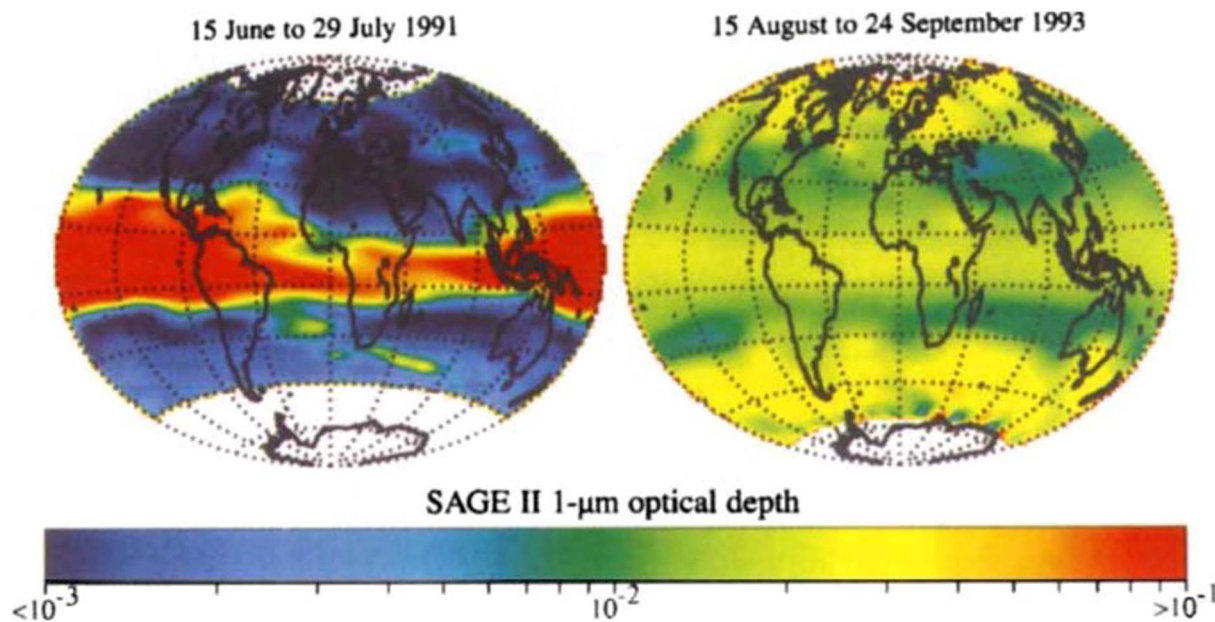 15 June to 29 July 1991
15 August to 24 September 1993
SAGE II 1-µm optical depth
<10⁻³ 10⁻² >10⁻¹